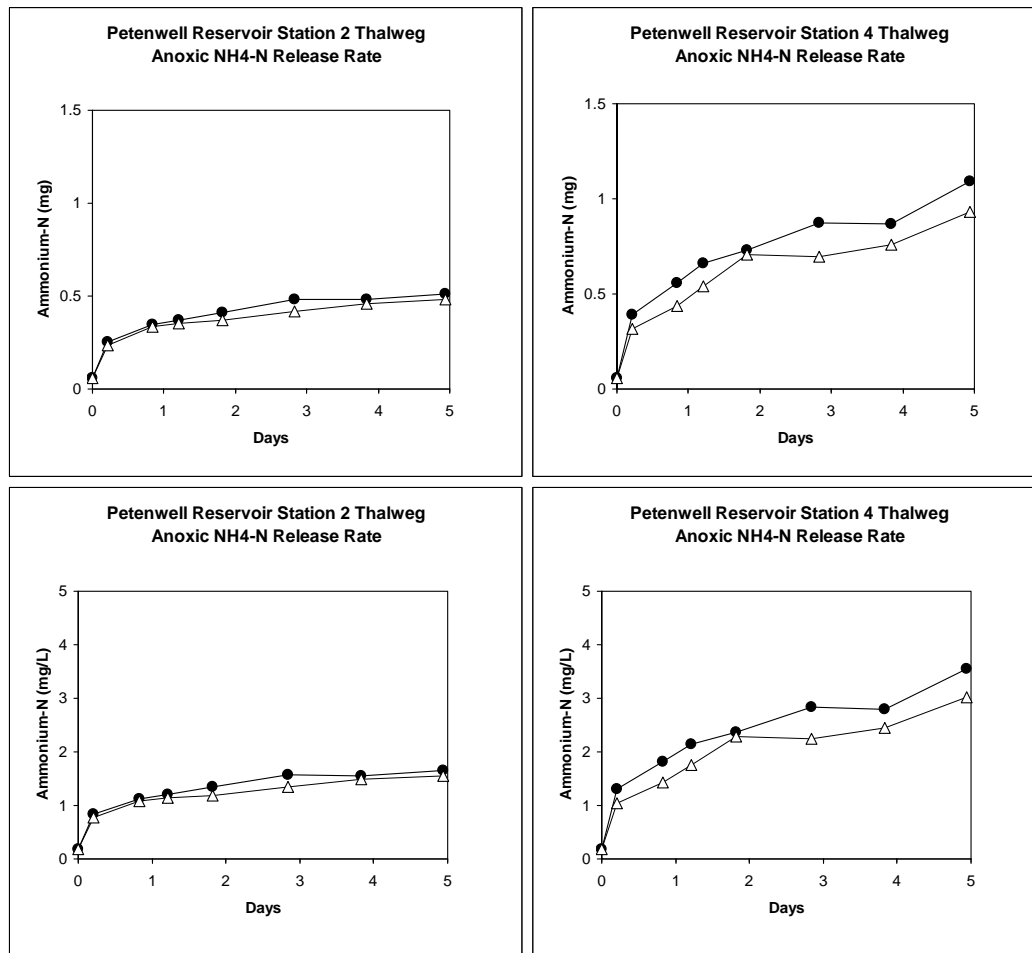 Petenwell Reservoir Station 2 Thalweg
Anoxic NH4-N Release Rate
1.5
1
0.5
0
Ammonium-N (mg)
0 1 2 3 4 5
Days
Petenwell Reservoir Station 4 Thalweg
Anoxic NH4-N Release Rate
1.5
1
0.5
0
Ammonium-N (mg)
0 1 2 3 4 5
Days
Petenwell Reservoir Station 2 Thalweg
Anoxic NH4-N Release Rate
5
4
3
2
1
0
Ammonium-N (mg/L)
0 1 2 3 4 5
Days
Petenwell Reservoir Station 4 Thalweg
Anoxic NH4-N Release Rate
5
4
3
2
1
0
Ammonium-N (mg/L)
0 1 2 3 4 5
Days